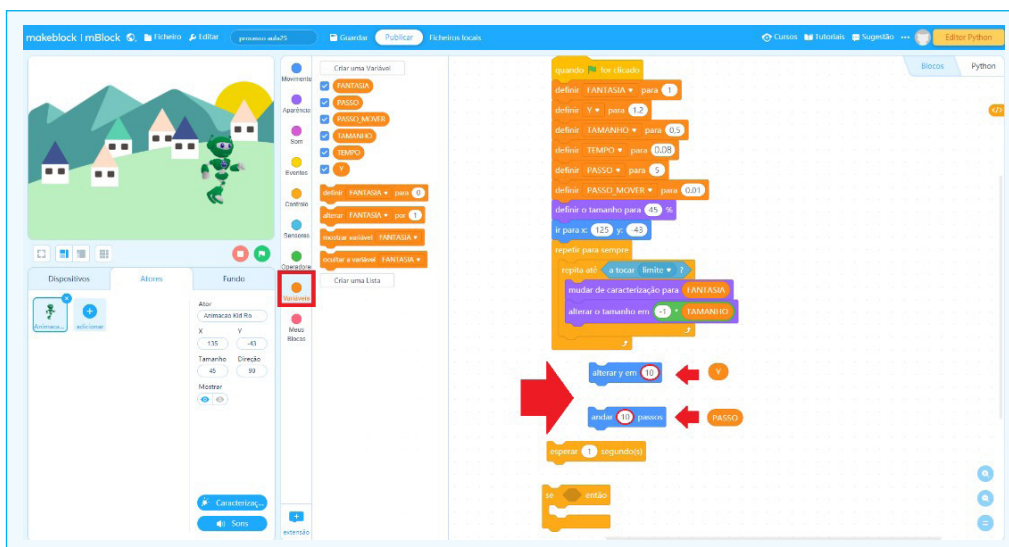 makeblock | mBlock Ficheiro Editar processo aula25 Guardar Publicar Ficheiros locais Cursos Tutoriais Sugestão ••• Editor Python
Blocos Python
Movimento
Aparência
Som
Eventos
Controlo
Sensores
Operadore
Variáveis
Meus
Blocos
extensão
Criar uma Variável
FANTASIA
PASSO
PASSO_MOVER
TAMANHO
TEMPO
Y
definir FANTASIA para 0
alterar FANTASIA por 1
mostrar variável FANTASIA
ocultar a variável FANTASIA
Criar uma Lista
quando for clicado
definir FANTASIA para 1
definir Y para 1.2
definir TAMANHO para 0,5
definir TEMPO para 0,08
definir PASSO para 5
definir PASSO_MOVER para 0.01
definir o tamanho para 45 %
ir para x: 125 y: -43
repetir para sempre
repita até a tocar limite ?
mudar de caracterização para FANTASIA
alterar o tamanho em -1 * TAMANHO
alterar y em 10 Y
andar 10 passos PASSO
esperar 1 segundo(s)
se então
Dispositivos Atores Fundo
Animaca... adicionar
Ator
Animacao Kid Ro
X Y
135 -43
Tamanho Direção
45 93
Mostrar
Caracterizaç...
Sons